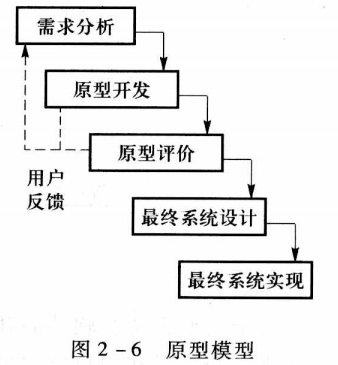 需求分析
原型开发
原型评价
用户
反馈
最终系统设计
最终系统实现
图2-6 原型模型